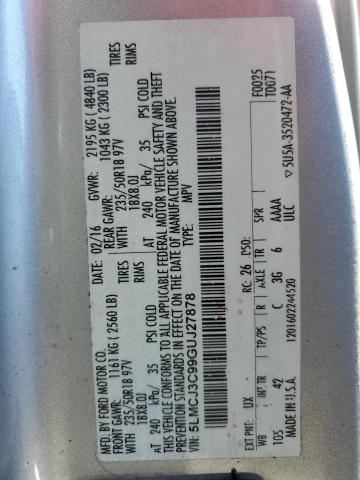 MFD. BY FORD MOTOR CO.
DATE: 02/16 GVWR: 2195 KG ( 4840 LB)
FRONT GAWR: REAR GAWR:
1161 KG ( 2560 LB) 1043 KG ( 2300 LB)
WITH TIRES WITH TIRES
235/50R18 97V 235/50R18 97V
18X8.0J RIMS 18X8.0J RIMS
AT 240 kPa/ 35 PSI COLD AT 240 kPa/ 35 PSI COLD
THIS VEHICLE CONFORMS TO ALL APPLICABLE FEDERAL MOTOR VEHICLE SAFETY AND THEFT
PREVENTION STANDARDS IN EFFECT ON THE DATE OF MANUFACTURE SHOWN ABOVE.
VIN: 5LMCJ3C99GUJ27878 TYPE: MPV
F0025
T0071
EXT PNT: UX RC: 26 DSO:
WB INT TR TP/PS R AXLE TR SPR
105 42 C 3G 6 AAAA
ULC
MADE IN U.S.A 1201602244520 ▽5U5A-3520472-AA